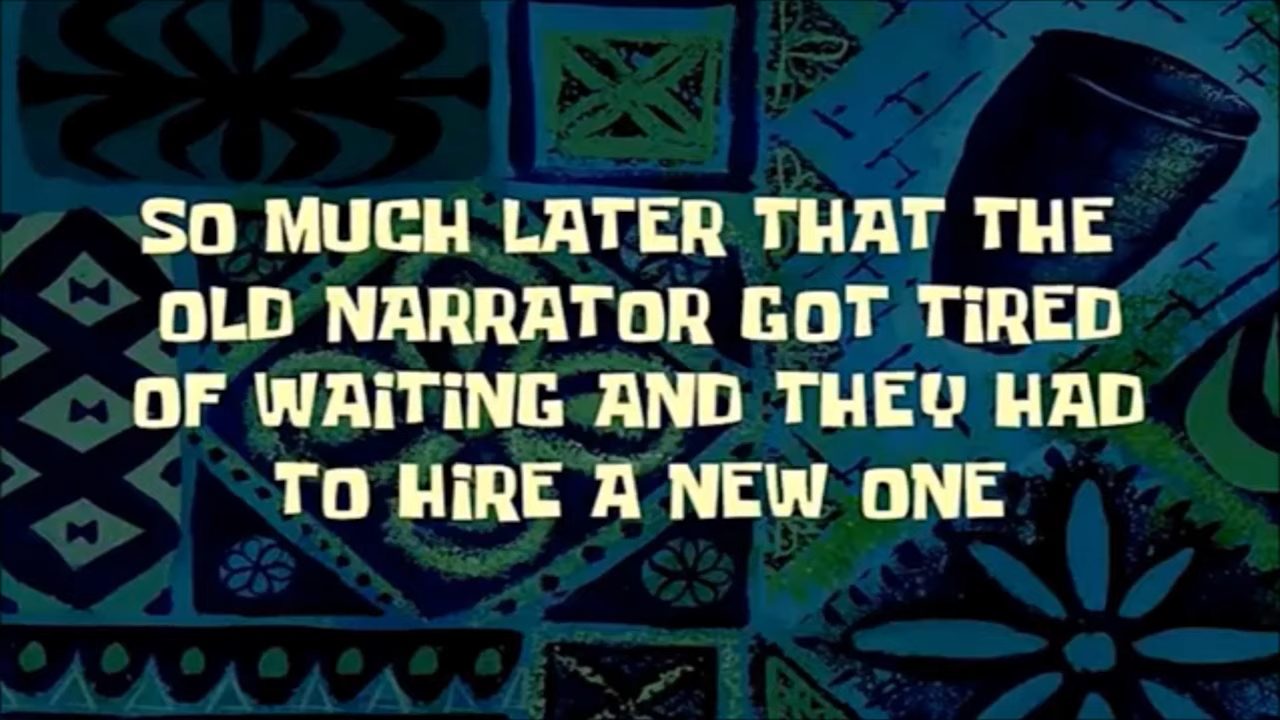 SO MUCH LATER THAT THE
OLD NARRATOR GOT TiRED
OF WAiTiNG AND THEY HAD
TO HiRE A NEW ONE